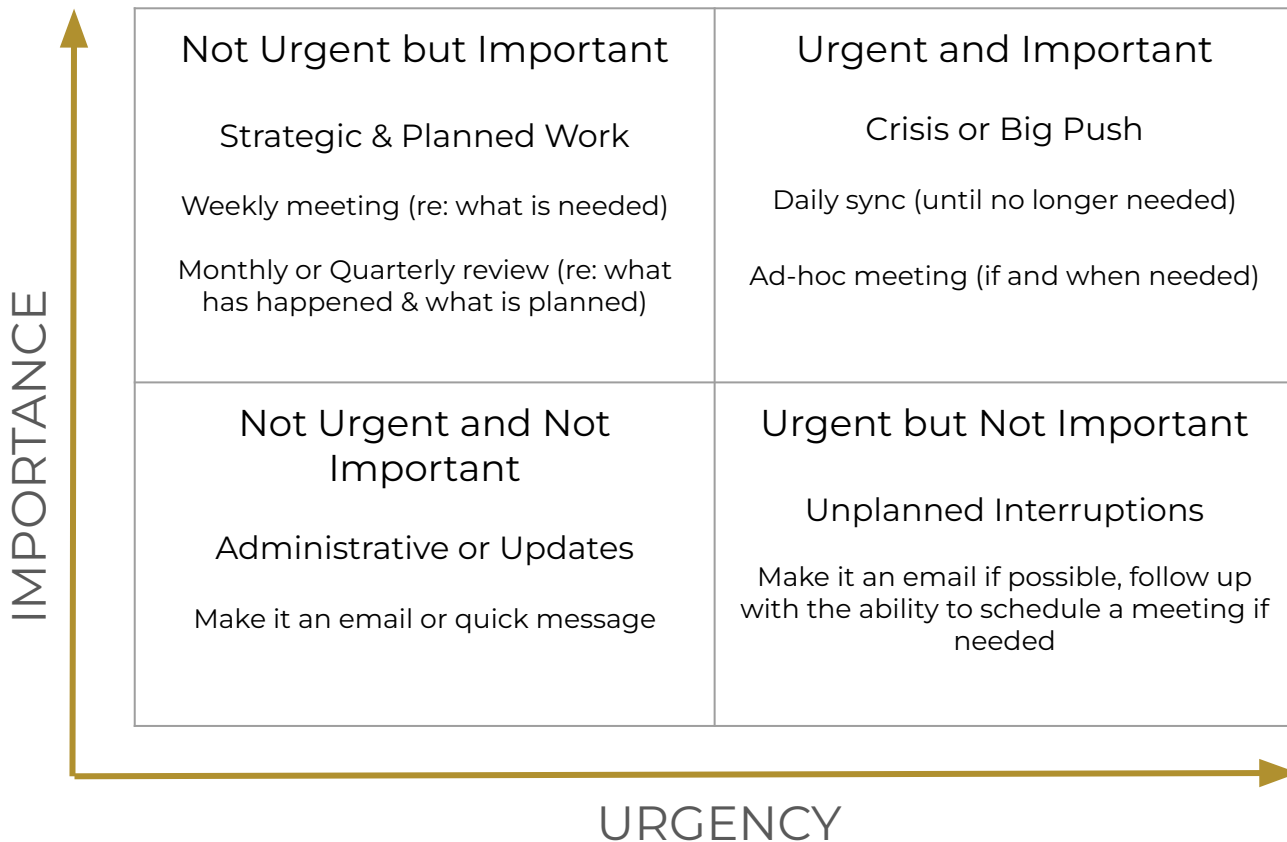 Not Urgent but Important
Strategic & Planned Work
Weekly meeting (re: what is needed)
Monthly or Quarterly review (re: what
has happened & what is planned)
Urgent and Important
Crisis or Big Push
Daily sync (until no longer needed)
Ad-hoc meeting (if and when needed)
Not Urgent and Not
Important
Administrative or Updates
Make it an email or quick message
Urgent but Not Important
Unplanned Interruptions
Make it an email if possible, follow up
with the ability to schedule a meeting if
needed
IMPORTANCE
URGENCY